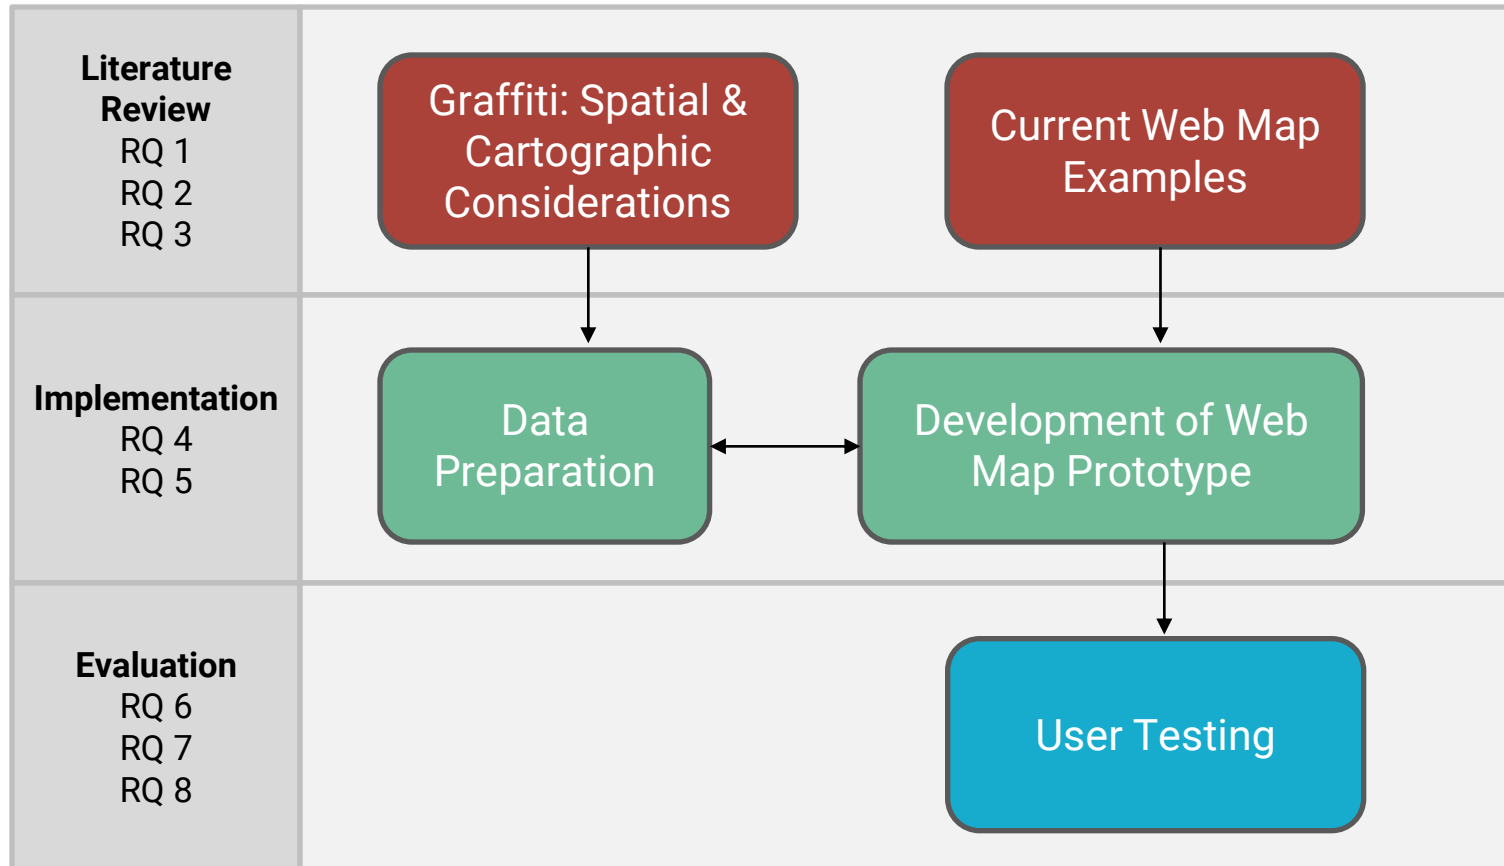 Literature
Review
RQ 1
RQ 2
RQ 3
Graffiti: Spatial &
Cartographic
Considerations
Current Web Map
Examples
Implementation
RQ 4
RQ 5
Data
Preparation
Development of Web
Map Prototype
Evaluation
RQ 6
RQ 7
RQ 8
User Testing